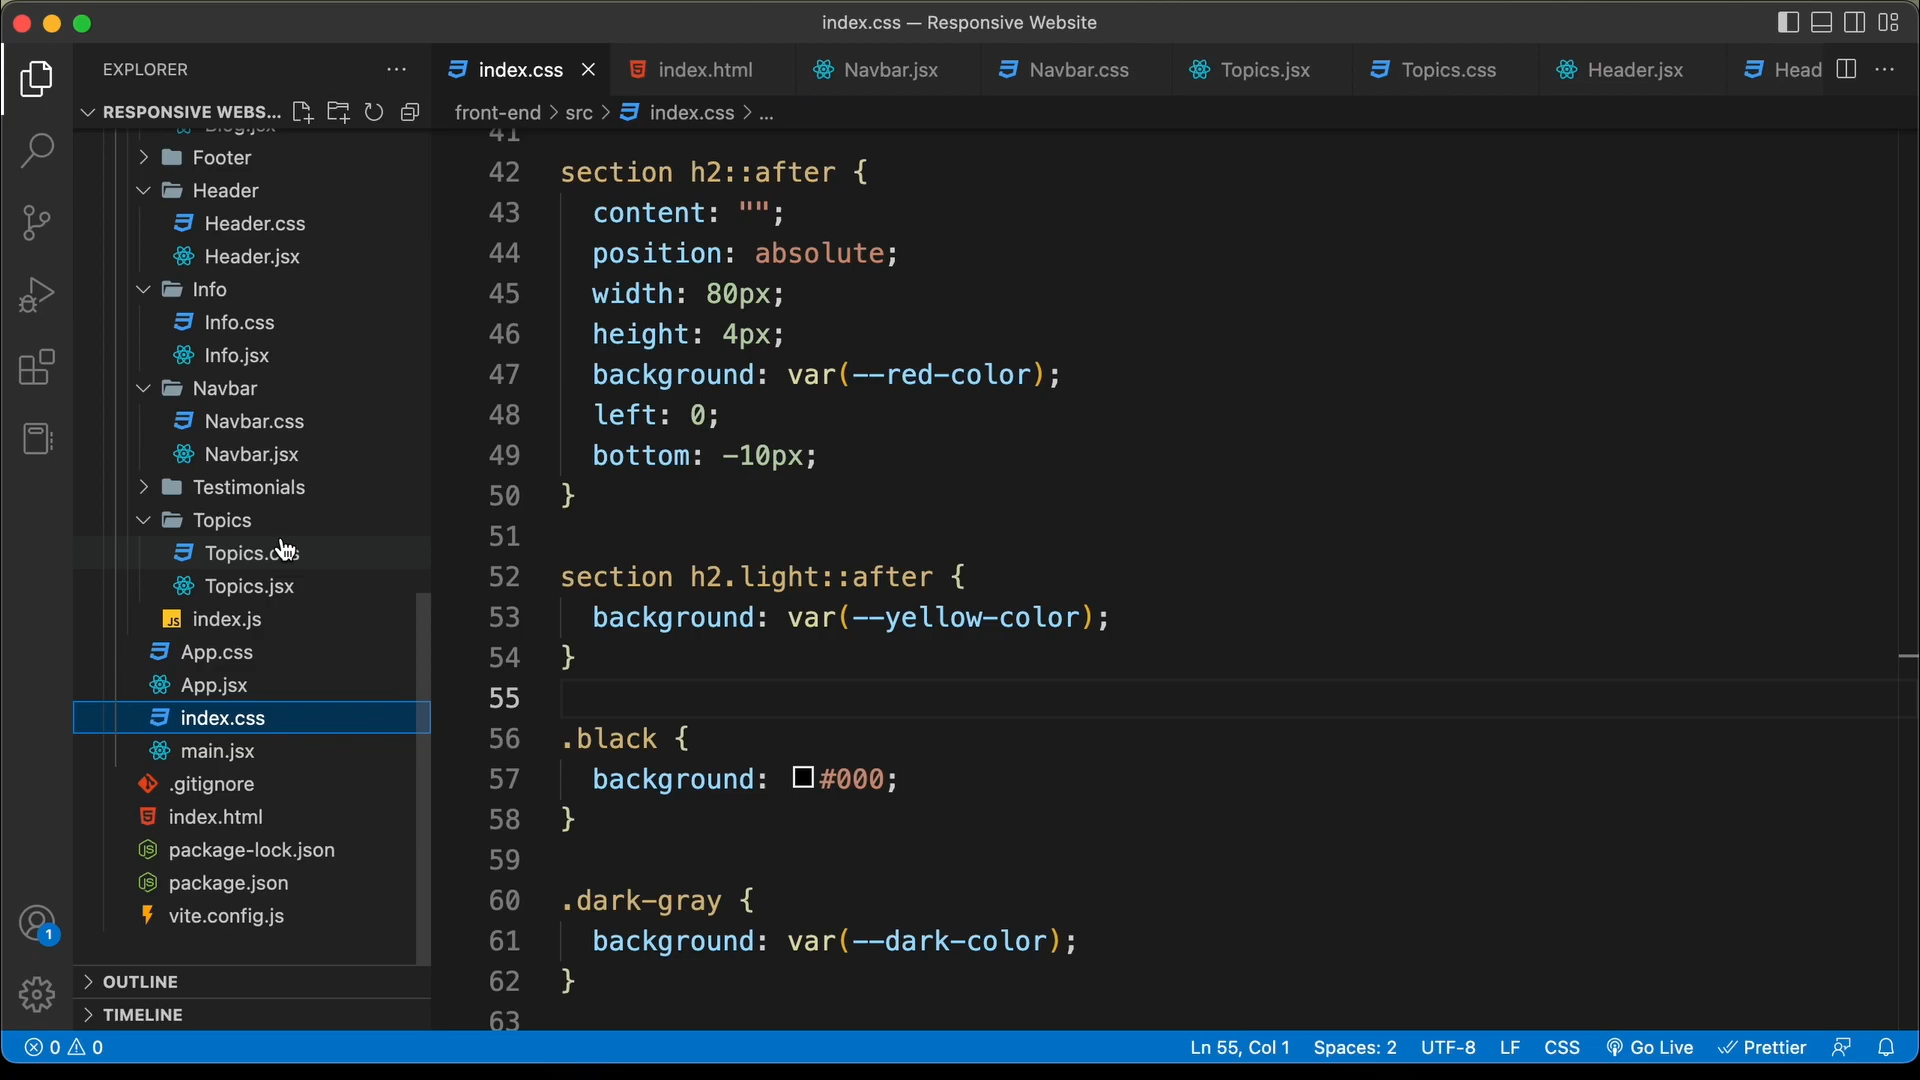 index.css — Responsive Website
EXPLORER
RESPONSIVE WEBS...
Blog.jsx
Footer
Header
Header.css
Header.jsx
Info
Info.css
Info.jsx
Navbar
Navbar.css
Navbar.jsx
Testimonials
Topics
Topics.css
Topics.jsx
index.js
App.css
App.jsx
index.css
main.jsx
.gitignore
index.html
package-lock.json
package.json
vite.config.js
OUTLINE
TIMELINE
1
index.css index.html Navbar.jsx Navbar.css Topics.jsx Topics.css Header.jsx Head
front-end > src > index.css > ...
41
42 section h2::after {
43 content: "";
44 position: absolute;
45 width: 80px;
46 height: 4px;
47 background: var(--red-color);
48 left: 0;
49 bottom: -10px;
50 }
51
52 section h2.light::after {
53 background: var(--yellow-color);
54 }
55
56 .black {
57 background: #000;
58 }
59
60 .dark-gray {
61 background: var(--dark-color);
62 }
63
0 0 Ln 55, Col 1 Spaces: 2 UTF-8 LF CSS Go Live Prettier